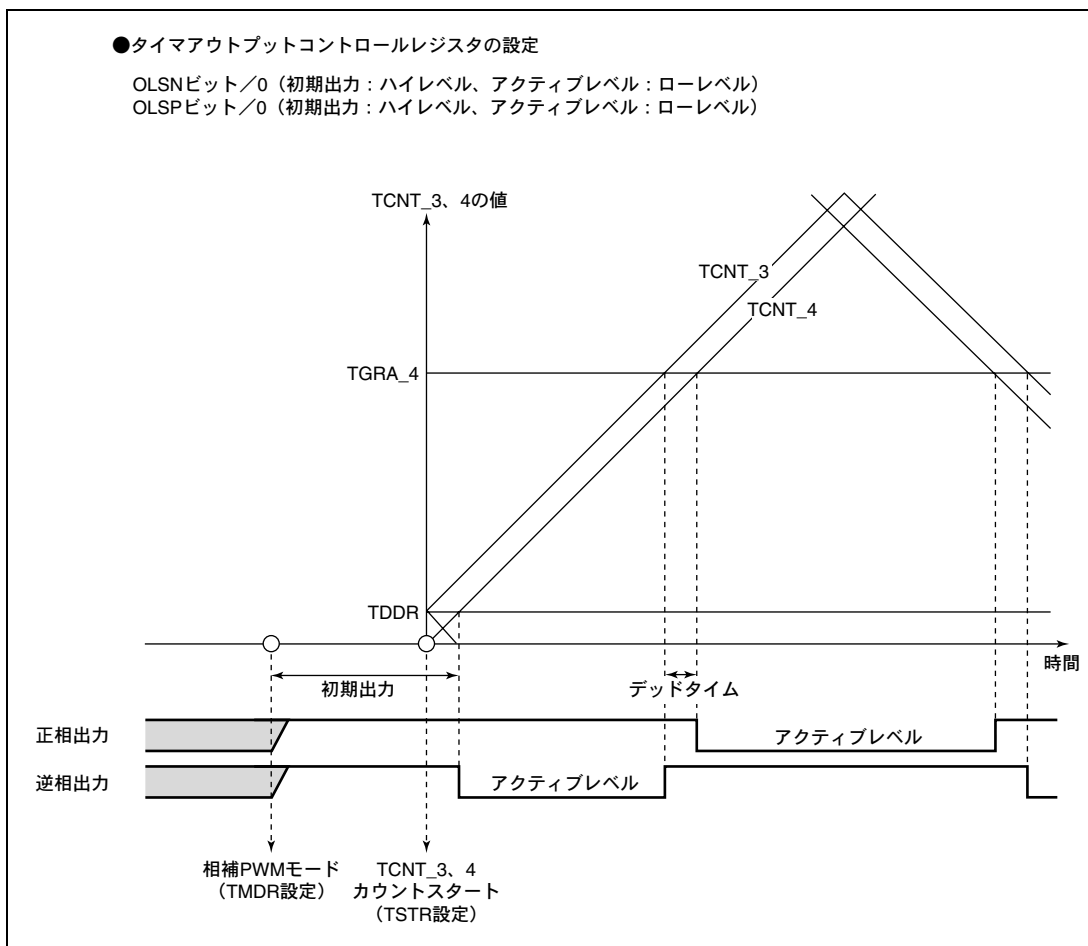 ●タイマアウトプットコントロールレジスタの設定
OLSNビット／0（初期出力：ハイレベル、アクティブレベル：ローレベル）
OLSPビット／0（初期出力：ハイレベル、アクティブレベル：ローレベル）
TCNT_3、4の値
TCNT_3
TCNT_4
TGRA_4
TDDR
時間
初期出力
デッドタイム
正相出力
アクティブレベル
逆相出力
アクティブレベル
相補PWMモード
（TMDR設定）
TCNT_3、4
カウントスタート
（TSTR設定）